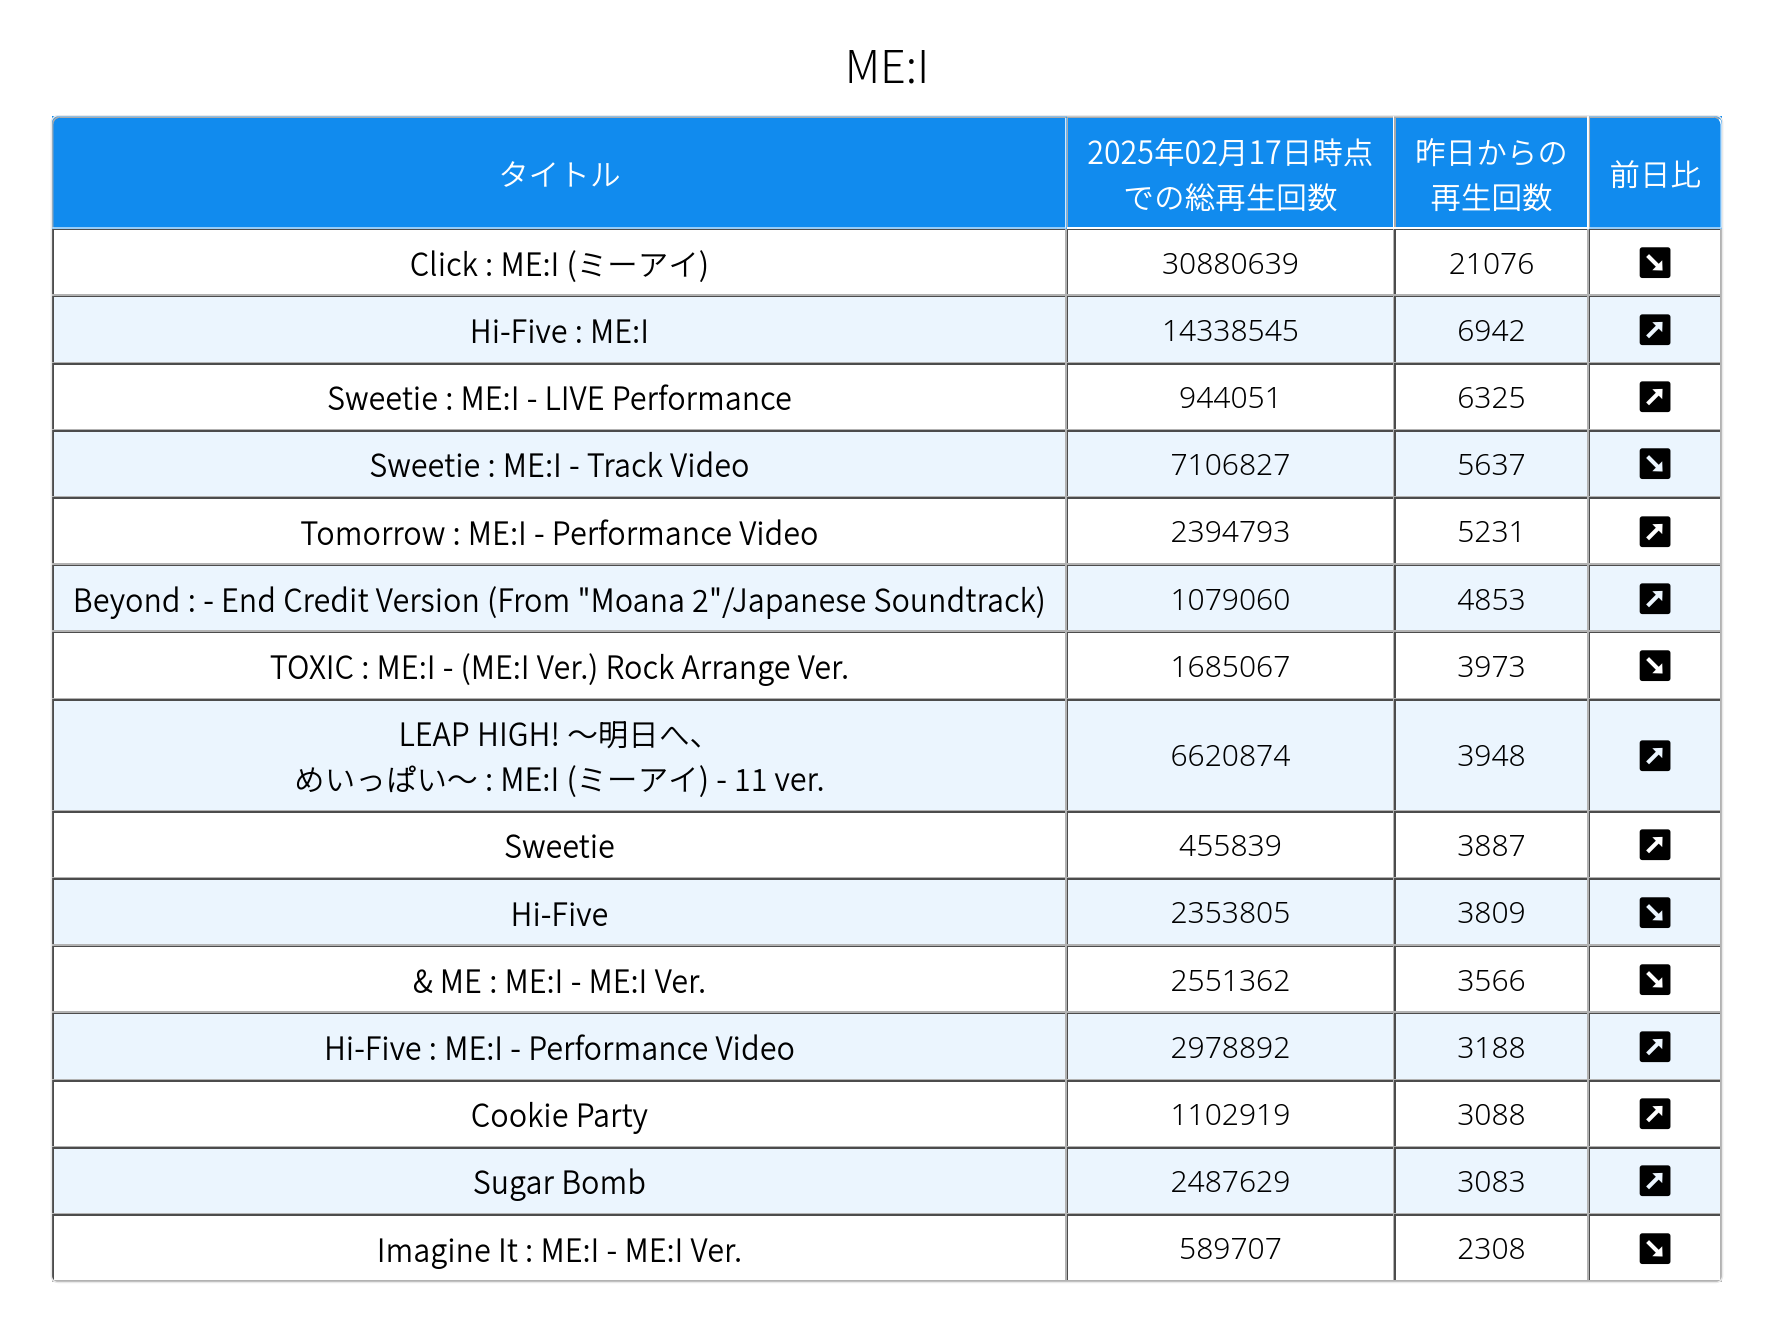 ME:I
タイトル
2025年02月17日時点
での総再生回数
昨日からの
再生回数
前日比
Click : ME:I (ミーアイ) 30880639 21076
Hi-Five : ME:I 14338545 6942
Sweetie : ME:I - LIVE Performance 944051 6325
Sweetie : ME:I - Track Video 7106827 5637
Tomorrow : ME:I - Performance Video 2394793 5231
Beyond : - End Credit Version (From "Moana 2"/Japanese Soundtrack) 1079060 4853
TOXIC : ME:I - (ME:I Ver.) Rock Arrange Ver. 1685067 3973
LEAP HIGH! 〜明日へ、
めいっぱい〜 : ME:I (ミーアイ) - 11 ver. 6620874 3948
Sweetie 455839 3887
Hi-Five 2353805 3809
& ME : ME:I - ME:I Ver. 2551362 3566
Hi-Five : ME:I - Performance Video 2978892 3188
Cookie Party 1102919 3088
Sugar Bomb 2487629 3083
Imagine It : ME:I - ME:I Ver. 589707 2308